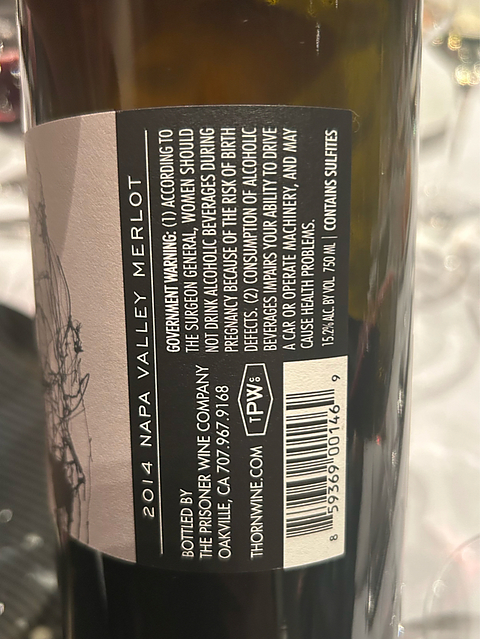 2014 NAPA VALLEY MERLOT
GOVERNMENT WARNING: (1) ACCORDING TO
THE SURGEON GENERAL, WOMEN SHOULD
NOT DRINK ALCOHOLIC BEVERAGES DURING
PREGNANCY BECAUSE OF THE RISK OF BIRTH
DEFECTS. (2) CONSUMPTION OF ALCOHOLIC
BEVERAGES IMPAIRS YOUR ABILITY TO DRIVE
A CAR OR OPERATE MACHINERY, AND MAY
CAUSE HEALTH PROBLEMS.
15.2% ALC. BY VOL. 750 ML | CONTAINS SULFITES
BOTTLED BY
THE PRISONER WINE COMPANY
OAKVILLE, CA 707.967.9168
THORNWINE.COM
TPWC
8 59369 00146 9